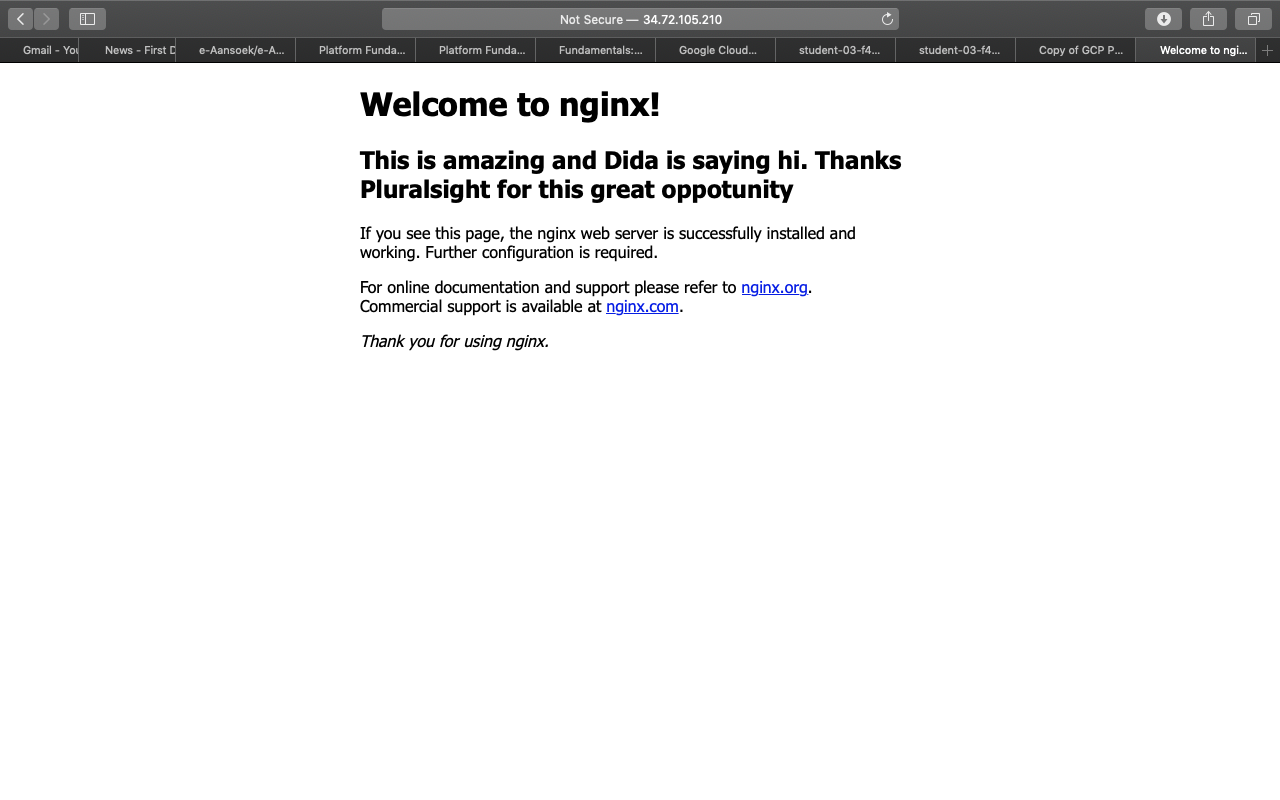 Not Secure — 34.72.105.210
Gmail - You News - First D e-Aansoek/e-A... Platform Funda... Platform Funda... Fundamentals:... Google Cloud... student-03-f4... student-03-f4... Copy of GCP P... Welcome to ngi...
Welcome to nginx!
This is amazing and Dida is saying hi. Thanks
Pluralsight for this great oppotunity
If you see this page, the nginx web server is successfully installed and
working. Further configuration is required.
For online documentation and support please refer to nginx.org.
Commercial support is available at nginx.com.
Thank you for using nginx.